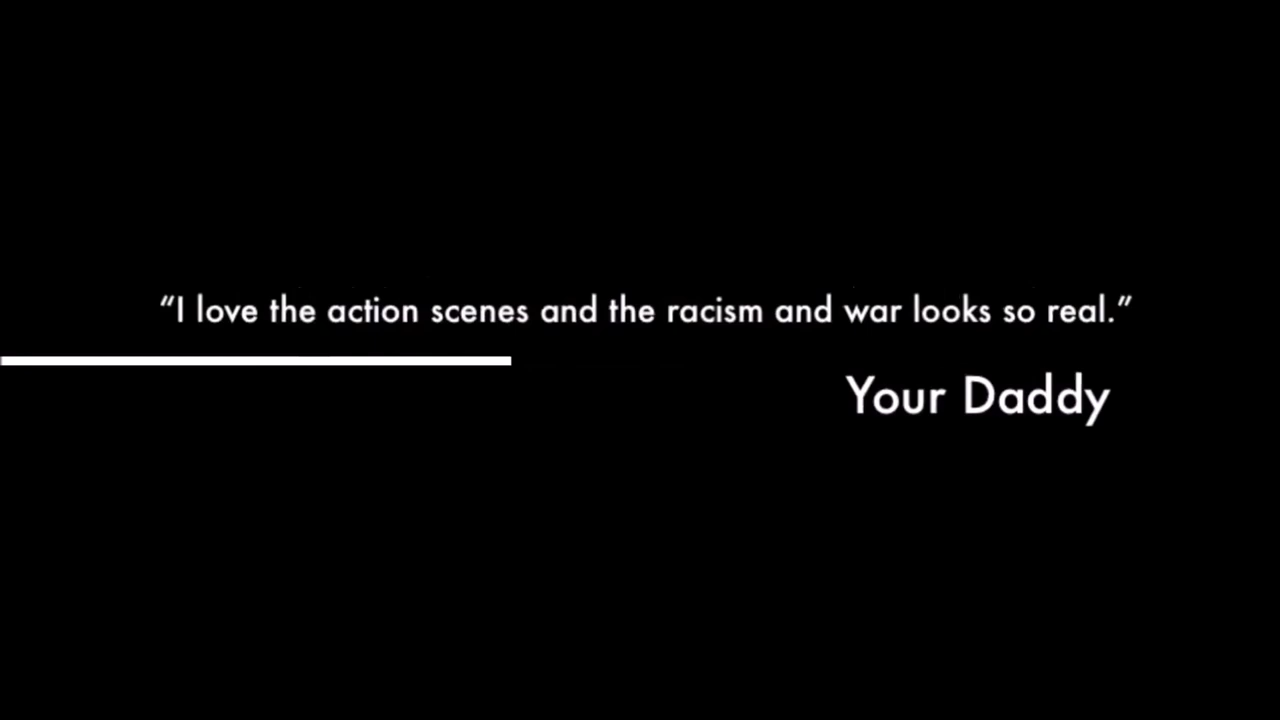 “I love the action scenes and the racism and war looks so real.”
Your Daddy